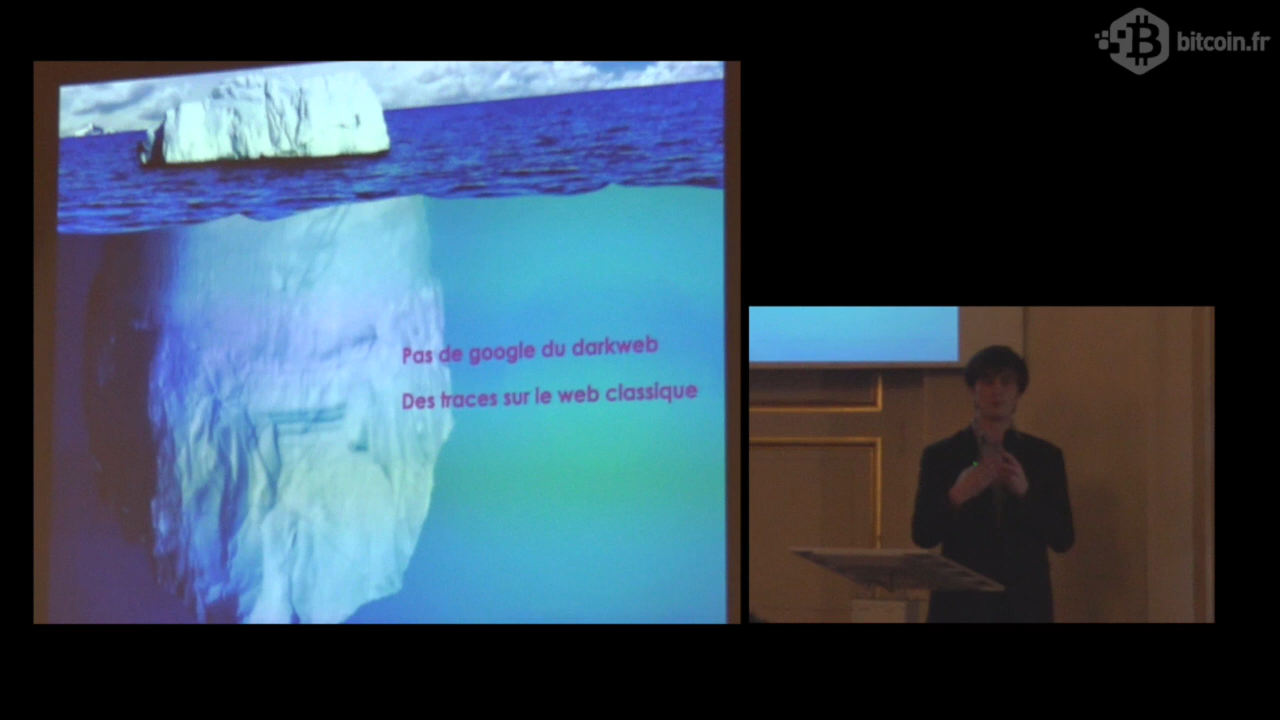 bitcoin.fr
Pas de google du darkweb
Des traces sur le web classique